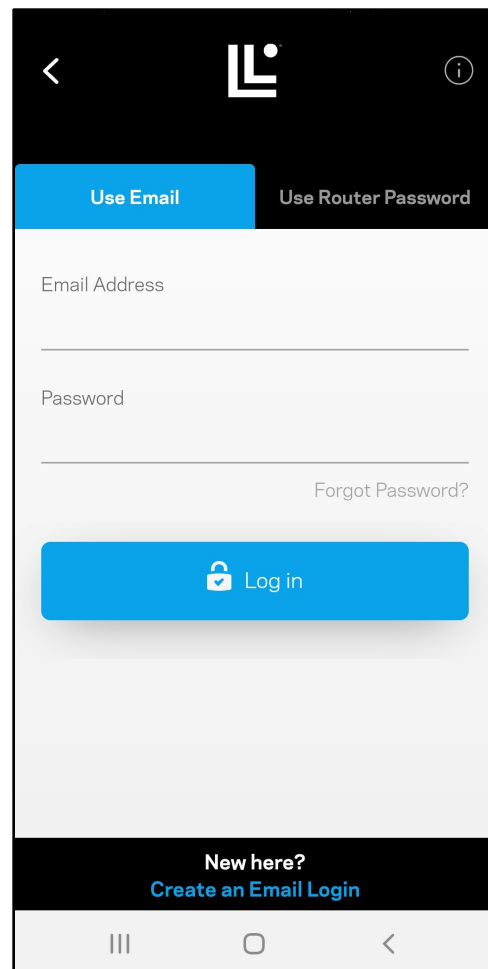 Use Email
Use Router Password
Email Address
Password
Forgot Password?
Log in
New here?
Create an Email Login